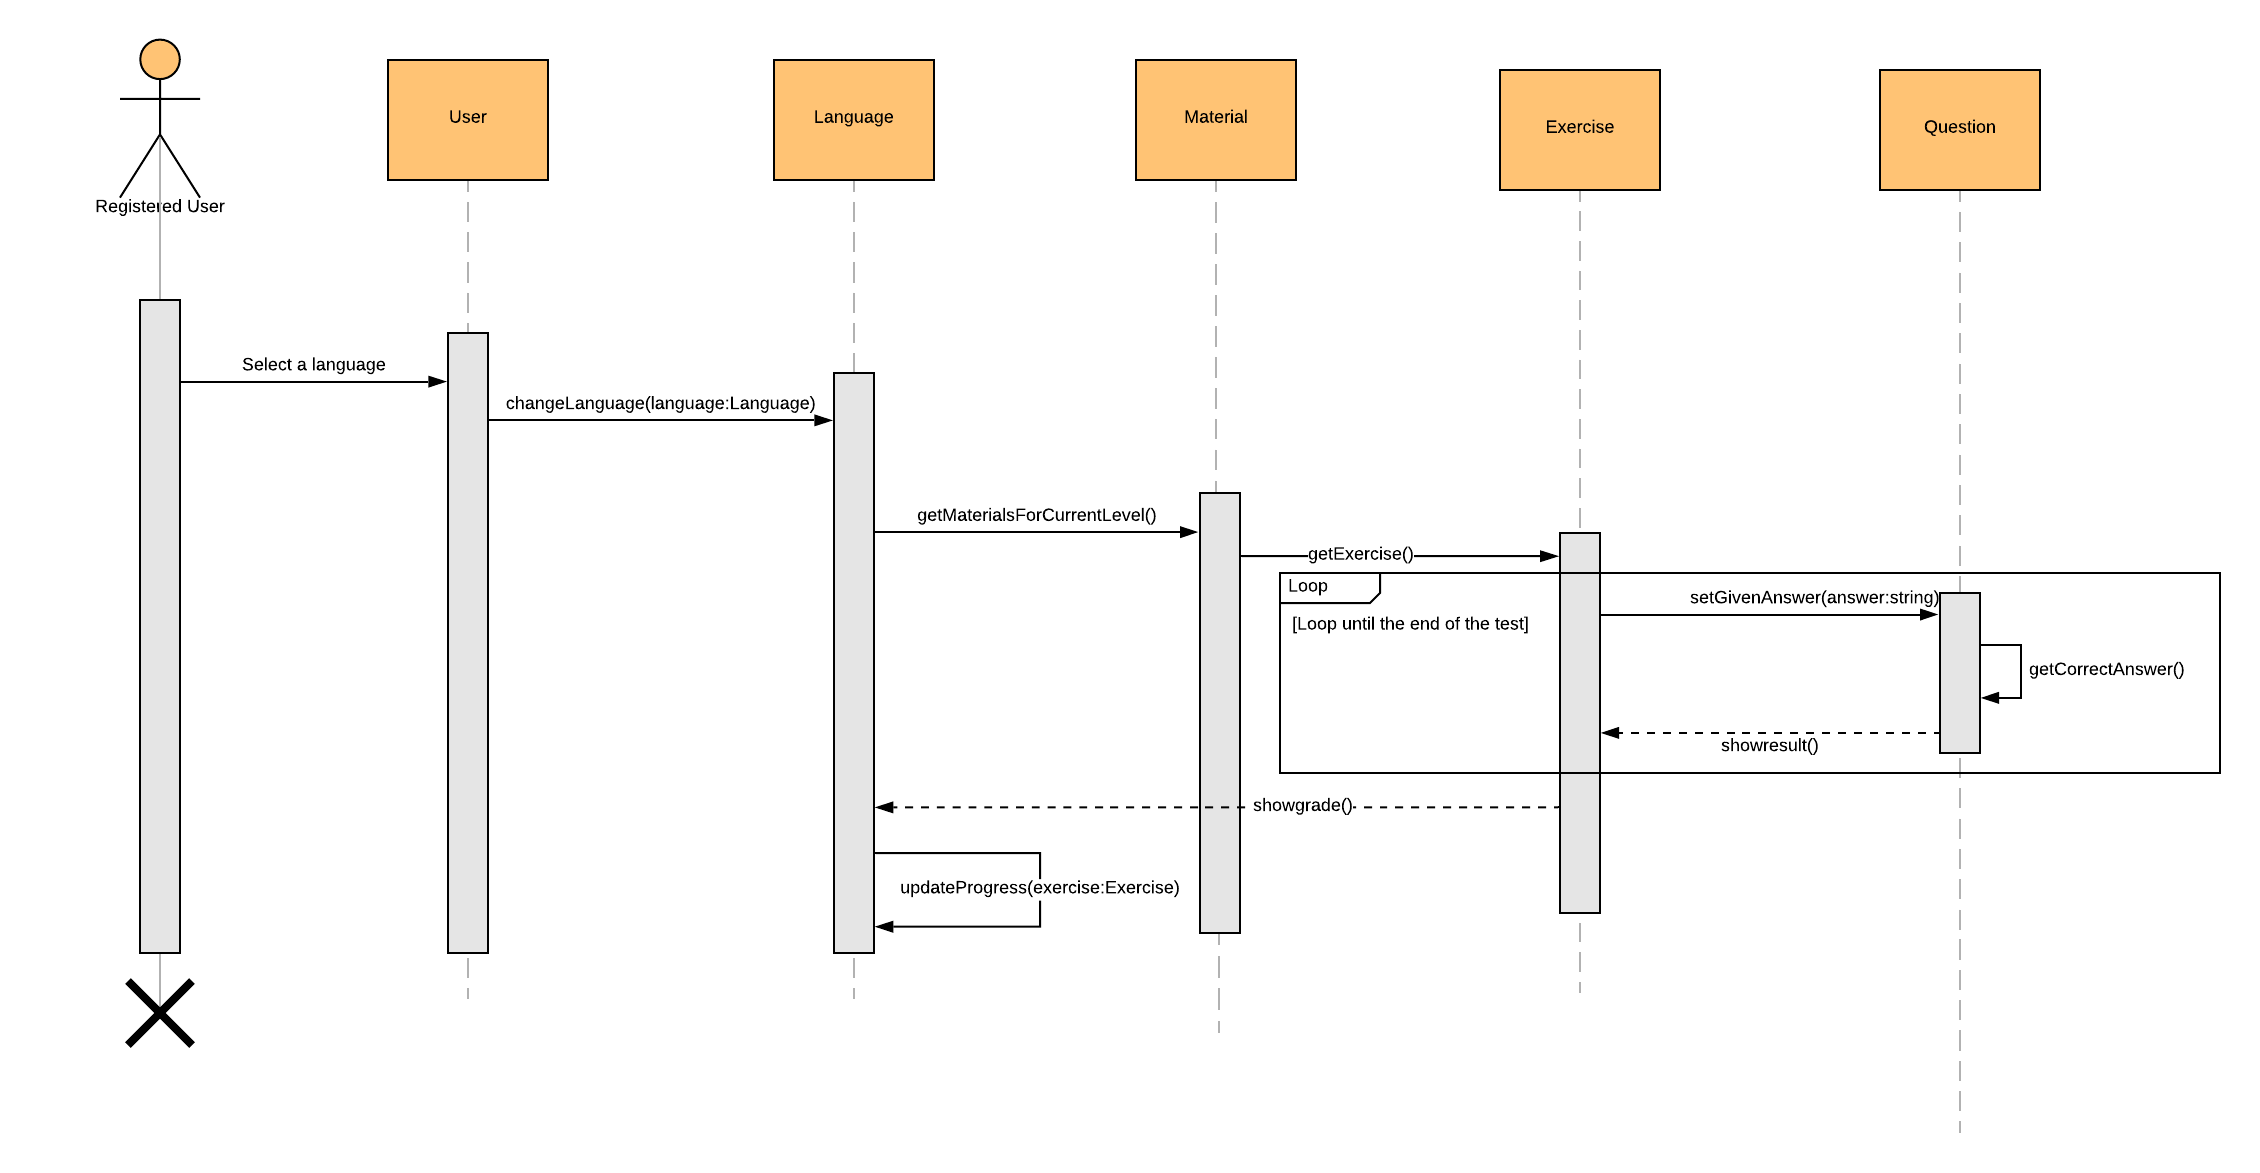 User
Language
Material
Exercise
Question
Registered User
Select a language
changeLanguage(language:Language)
getMaterialsForCurrentLevel()
getExercise()
Loop
setGivenAnswer(answer:string)
[Loop until the end of the test]
getCorrectAnswer()
showresult()
showgrade()
updateProgress(exercise:Exercise)